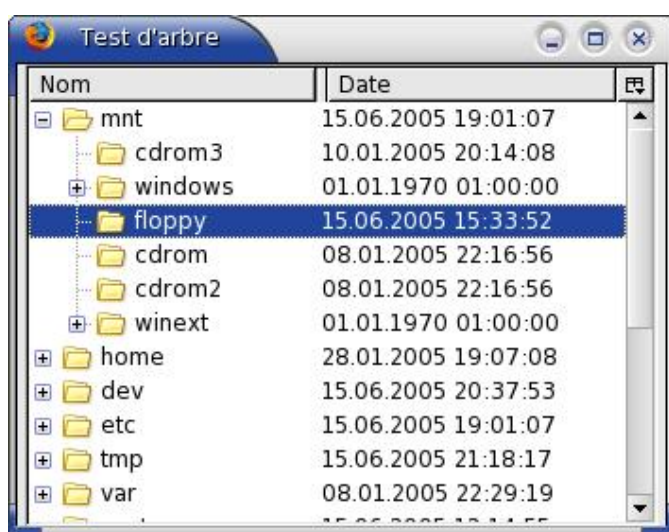 Test d'arbre
Nom Date
mnt 15.06.2005 19:01:07
cdrom3 10.01.2005 20:14:08
windows 01.01.1970 01:00:00
floppy 15.06.2005 15:33:52
cdrom 08.01.2005 22:16:56
cdrom2 08.01.2005 22:16:56
winext 01.01.1970 01:00:00
home 28.01.2005 19:07:08
dev 15.06.2005 20:37:53
etc 15.06.2005 19:01:07
tmp 15.06.2005 21:18:17
var 08.01.2005 22:29:19